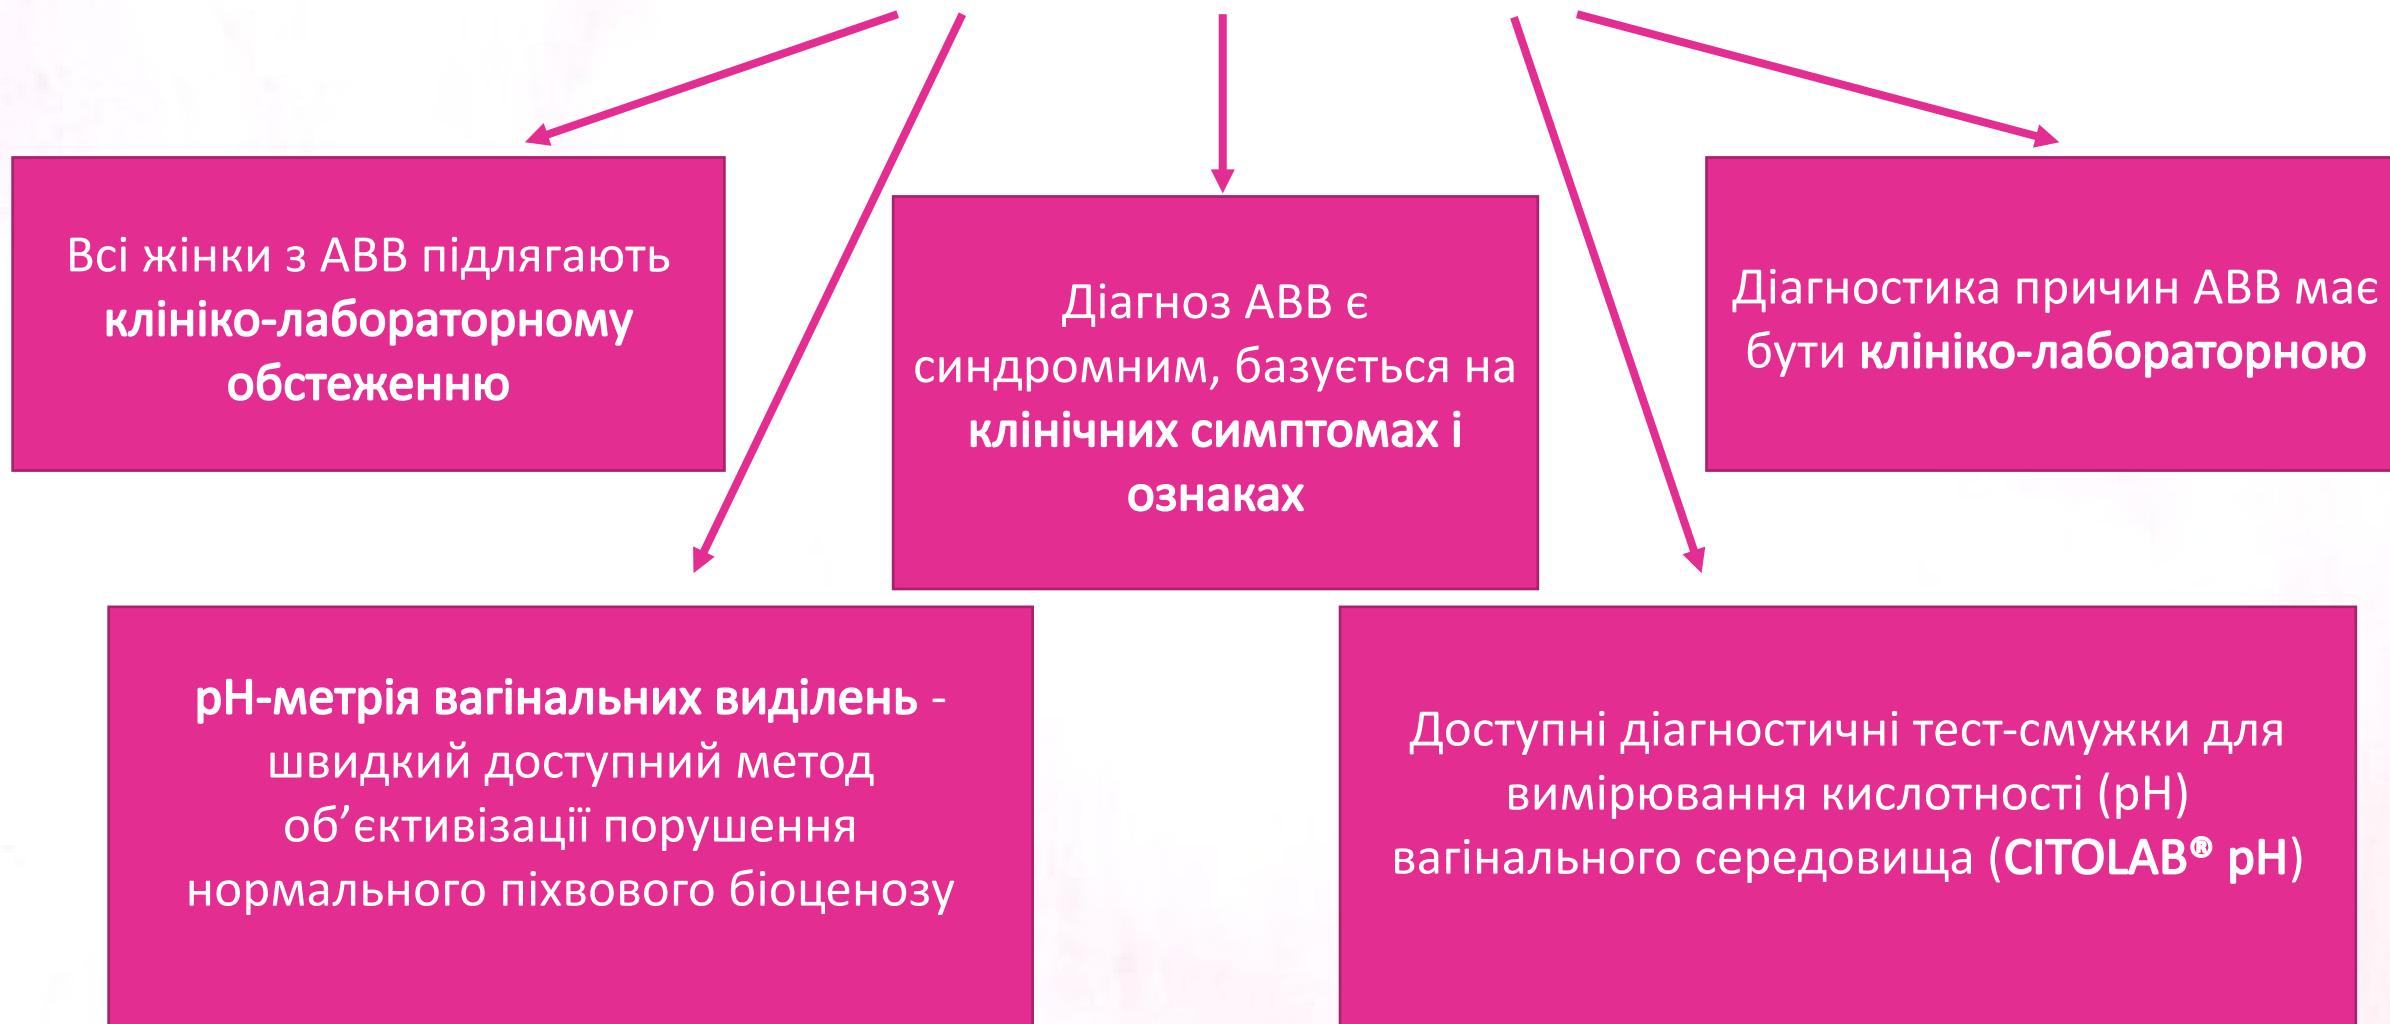 Всі жінки з АВВ підлягають
клініко-лабораторному
обстеженню
Діагноз АВВ є
синдромним, базується на
клінічних симптомах і
ознаках
Діагностика причин АВВ має
бути клініко-лабораторною
рН-метрія вагінальних виділень -
швидкий доступний метод
об’єктивізації порушення
нормального піхвового біоценозу
Доступні діагностичні тест-смужки для
вимірювання кислотності (рН)
вагінального середовища (CITOLAB® pH)